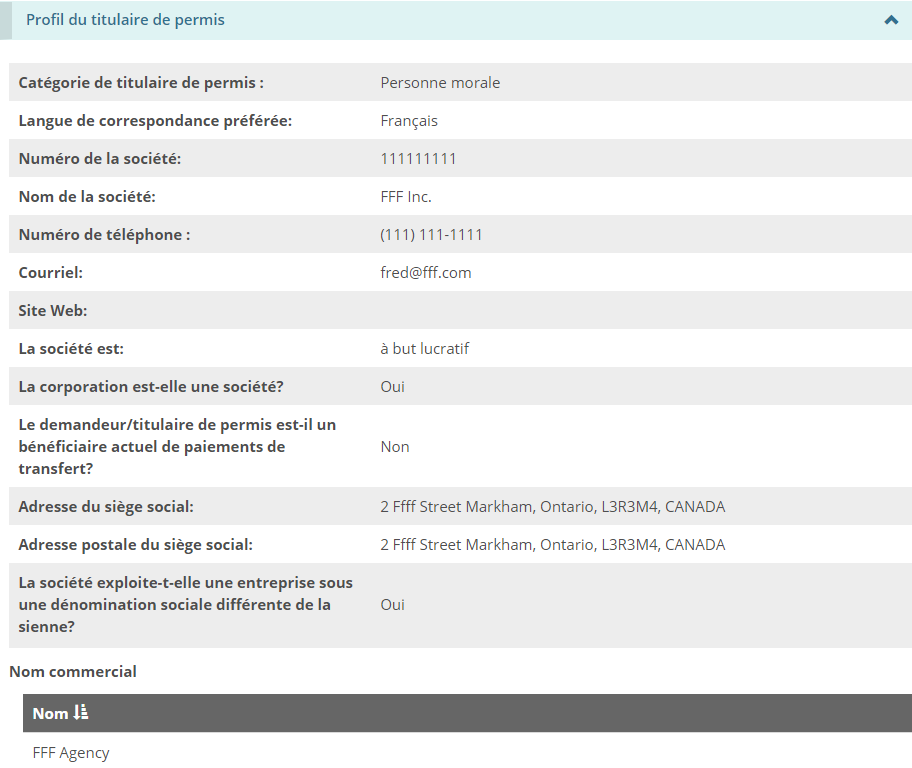 Profil du titulaire de permis
Catégorie de titulaire de permis : Personne morale
Langue de correspondance préférée: Français
Numéro de la société: 111111111
Nom de la société: FFF Inc.
Numéro de téléphone : (111) 111-1111
Courriel: fred@fff.com
Site Web:
La société est: à but lucratif
La corporation est-elle une société? Oui
Le demandeur/titulaire de permis est-il un
bénéficiaire actuel de paiements de Non
transfert?
Adresse du siège social: 2 Ffff Street Markham, Ontario, L3R3M4, CANADA
Adresse postale du siège social: 2 Ffff Street Markham, Ontario, L3R3M4, CANADA
La société exploite-t-elle une entreprise sous
une dénomination sociale différente de la Oui
sienne?
Nom commercial
Nom
FFF Agency